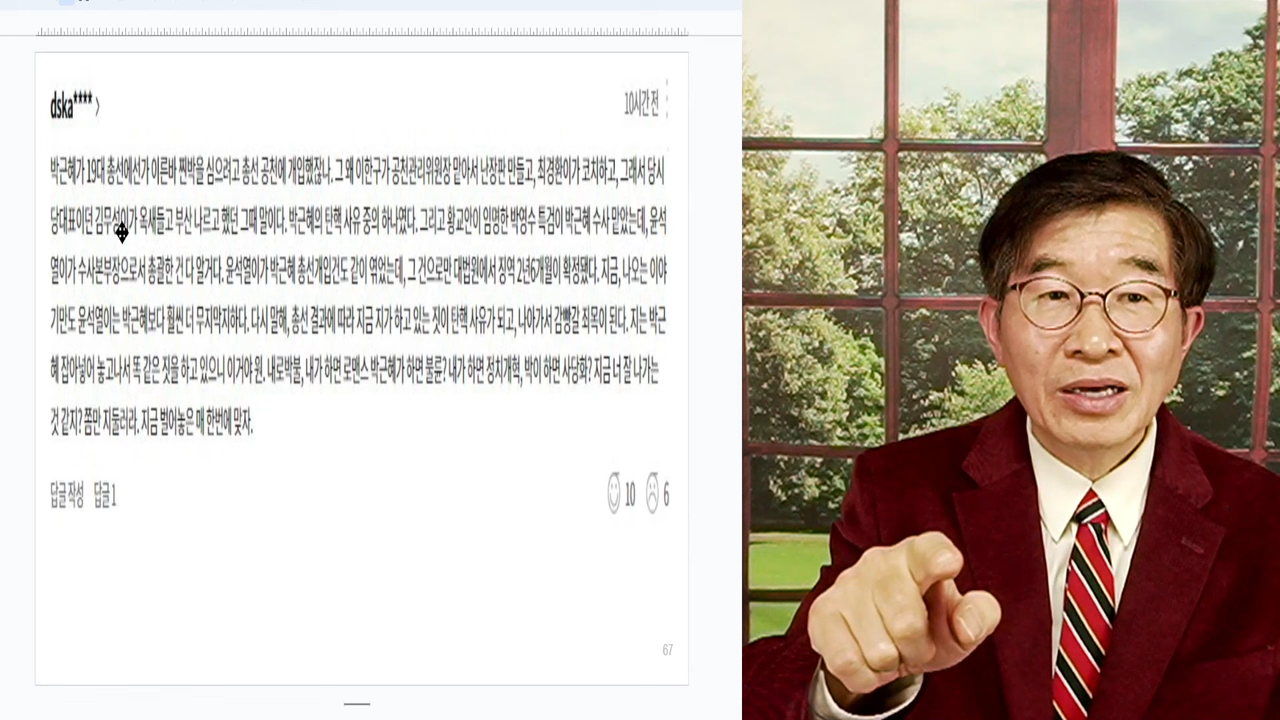 dska**** 〉
10시간 전
박근혜가 19대 총선에선가 이른바 찐박을 심으려고 총선 공천에 개입했잖나. 그 왜 이한구가 공천관리위원장 맡아서 난장판 만들고, 최경환이가 코치하고, 그래서 당시
당대표이던 김무성이가 옥새들고 부산 나르고 했던 그때 말이다. 박근혜의 탄핵 사유 중의 하나였다. 그리고 황교안이 임명한 박영수 특검이 박근혜 수사 맡았는데, 윤석
열이가 수사본부장으로서 총괄한 건 다 알거다. 윤석열이가 박근혜 총선개입건도 같이 엮었는데, 그 것으로만 대법원에서 징역 2년6개월이 확정됐다. 지금, 나오는 이야
기만도 윤석열이는 박근혜보다 훨씬 더 무지막지하다. 다시 말해, 총선 결과에 따라 지금 지가 하고 있는 짓이 탄핵 사유가 되고, 나아가서 감빵갈 죄목이 된다. 지는 박근
혜 잡아넣어 놓고나서 똑 같은 짓을 하고 있으니 이거야 원. 내로박불, 내가 하면 로맨스 박근혜가 하면 불륜? 내가 하면 정치개혁, 박이 하면 사당화? 지금 너 잘 나가는
것 같지? 쫌만 지둘러라. 지금 벌어놓은 매 한번에 맞자.
답글 작성 답글 1
10 6
67